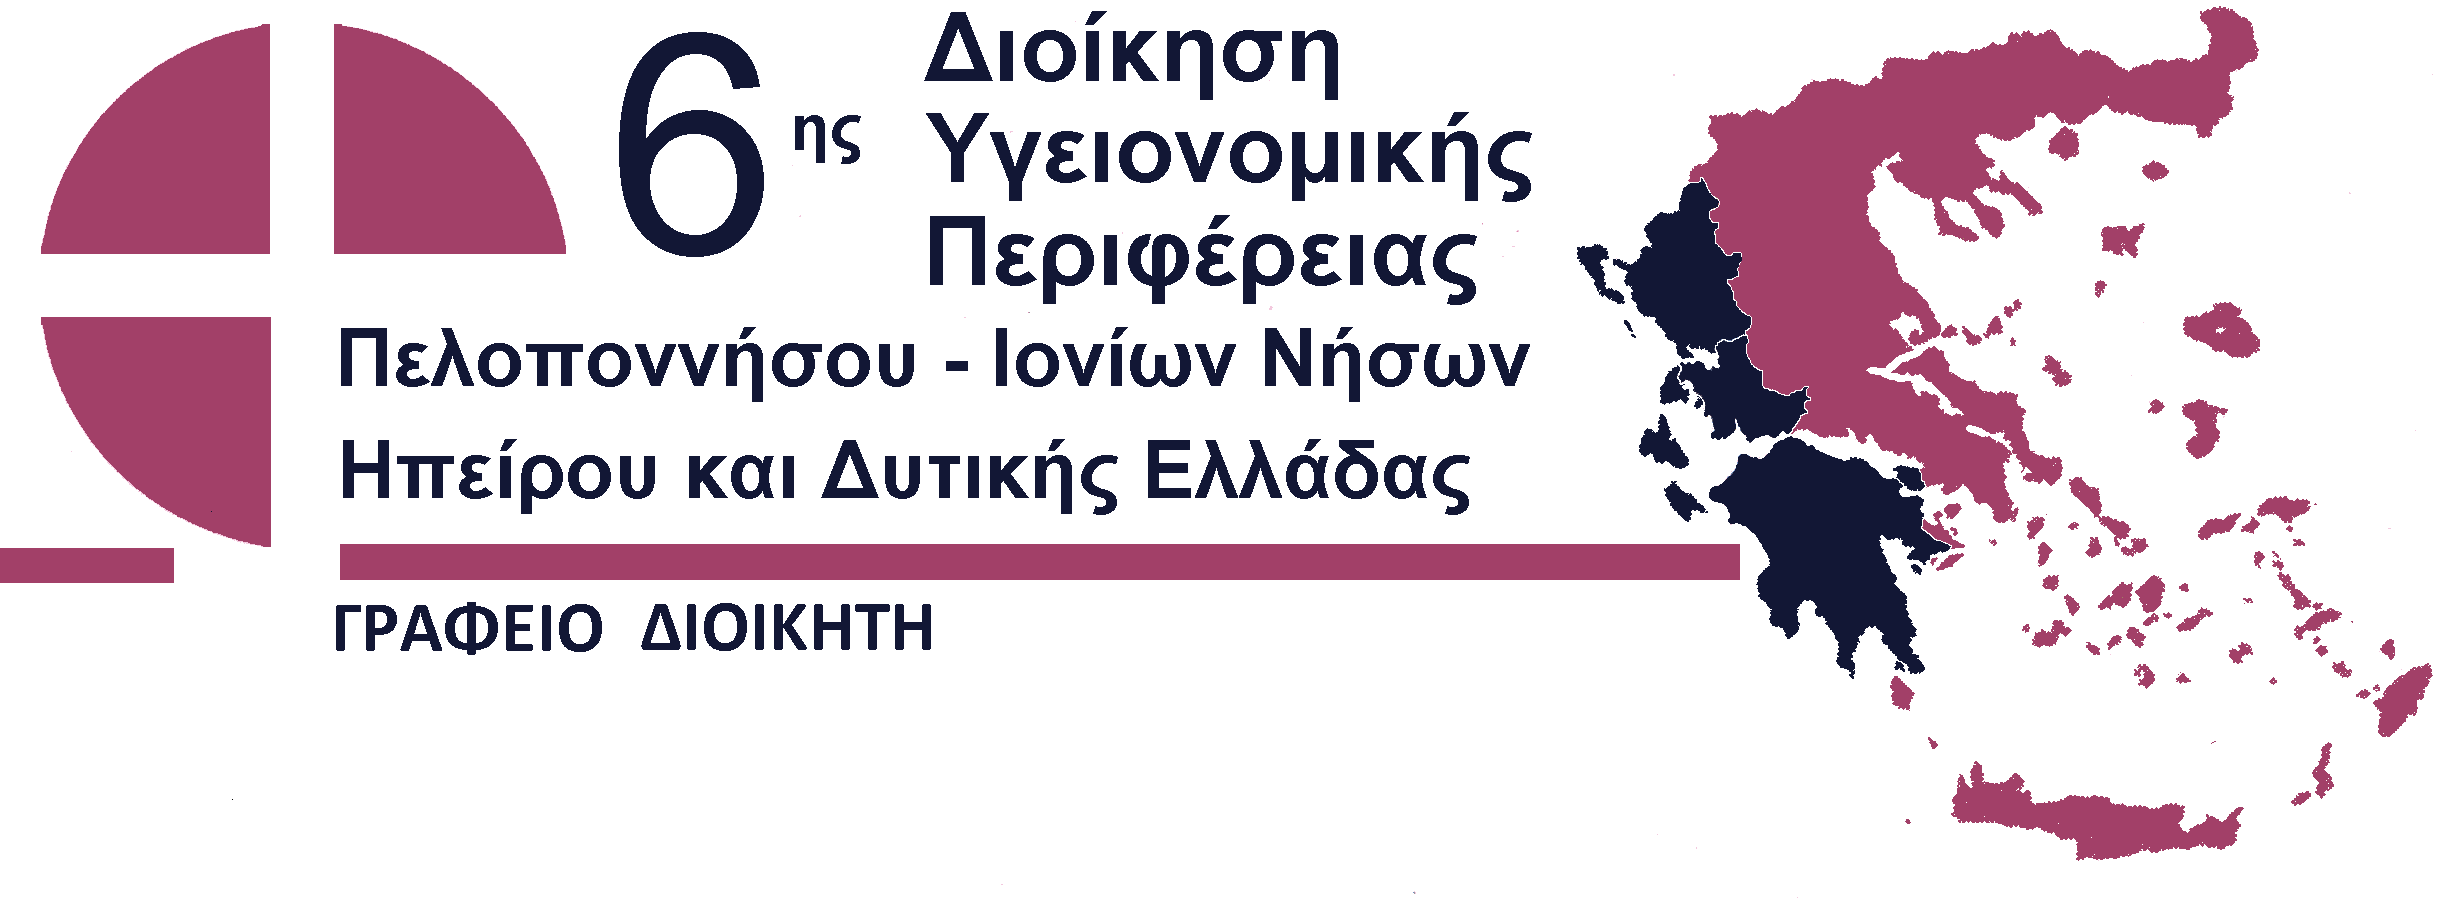 6ης Διοίκηση
Υγειονομικής
Περιφέρειας
Πελοποννήσου - Ιονίων Νήσων
Ηπείρου και Δυτικής Ελλάδας
ΓΡΑΦΕΙΟ ΔΙΟΙΚΗΤΗ